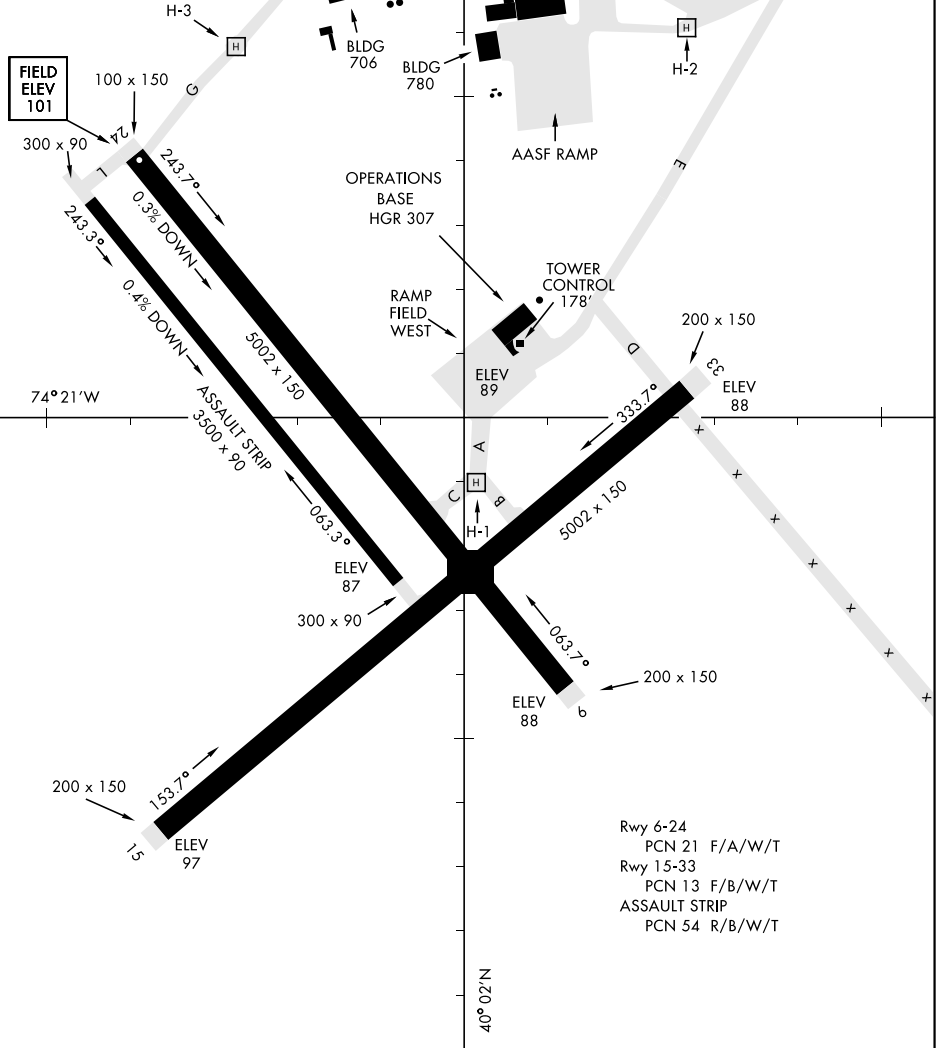 H-3
H
BLDG
706
BLDG
780
H
H-2
FIELD
ELEV
101
100 x 150
G
24
300 x 90
L
AASF RAMP
E
243.7°
0.3% DOWN
243.3°
0.4% DOWN
OPERATIONS
BASE
HGR 307
TOWER
CONTROL
178'
RAMP
FIELD
WEST
5002 x 150
200 x 150
D
33
ELEV
89
ELEV
88
74° 21'W
ASSAULT STRIP
3500 x 90
333.7°
A
C
H
B
H-1
5002 x 150
063.3°
ELEV
87
300 x 90
x
x
x
x
x
x
x
063.7°
200 x 150
ELEV
88
6
153.7°
200 x 150
15
ELEV
97
Rwy 6-24
PCN 21 F/A/W/T
Rwy 15-33
PCN 13 F/B/W/T
ASSAULT STRIP
PCN 54 R/B/W/T
40° 02'N